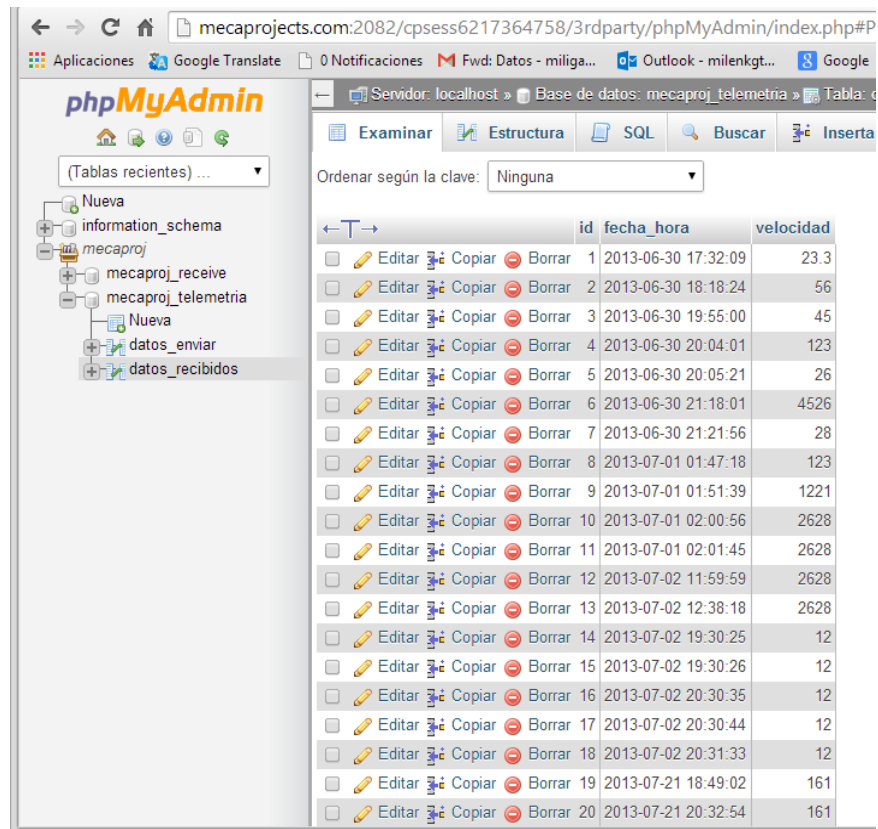 mecaprojects.com:2082/cpsess6217364758/3rdparty/phpMyAdmin/index.php#P
Aplicaciones Google Translate 0 Notificaciones Fwd: Datos - miliga... Outlook - milenkgt... Google
phpMyAdmin
(Tablas recientes) ...
Nueva
information_schema
mecaproj
mecaproj_receive
mecaproj_telemetria
Nueva
datos_enviar
datos_recibidos
Servidor: localhost » Base de datos: mecaproj_telemetria » Tabla:
Examinar Estructura SQL Buscar Inserta
Ordenar según la clave: Ninguna
←T→ id fecha_hora velocidad
Editar Copiar Borrar 1 2013-06-30 17:32:09 23.3
Editar Copiar Borrar 2 2013-06-30 18:18:24 56
Editar Copiar Borrar 3 2013-06-30 19:55:00 45
Editar Copiar Borrar 4 2013-06-30 20:04:01 123
Editar Copiar Borrar 5 2013-06-30 20:05:21 26
Editar Copiar Borrar 6 2013-06-30 21:18:01 4526
Editar Copiar Borrar 7 2013-06-30 21:21:56 28
Editar Copiar Borrar 8 2013-07-01 01:47:18 123
Editar Copiar Borrar 9 2013-07-01 01:51:39 1221
Editar Copiar Borrar 10 2013-07-01 02:00:56 2628
Editar Copiar Borrar 11 2013-07-01 02:01:45 2628
Editar Copiar Borrar 12 2013-07-02 11:59:59 2628
Editar Copiar Borrar 13 2013-07-02 12:38:18 2628
Editar Copiar Borrar 14 2013-07-02 19:30:25 12
Editar Copiar Borrar 15 2013-07-02 19:30:26 12
Editar Copiar Borrar 16 2013-07-02 20:30:35 12
Editar Copiar Borrar 17 2013-07-02 20:30:44 12
Editar Copiar Borrar 18 2013-07-02 20:31:33 12
Editar Copiar Borrar 19 2013-07-21 18:49:02 161
Editar Copiar Borrar 20 2013-07-21 20:32:54 161